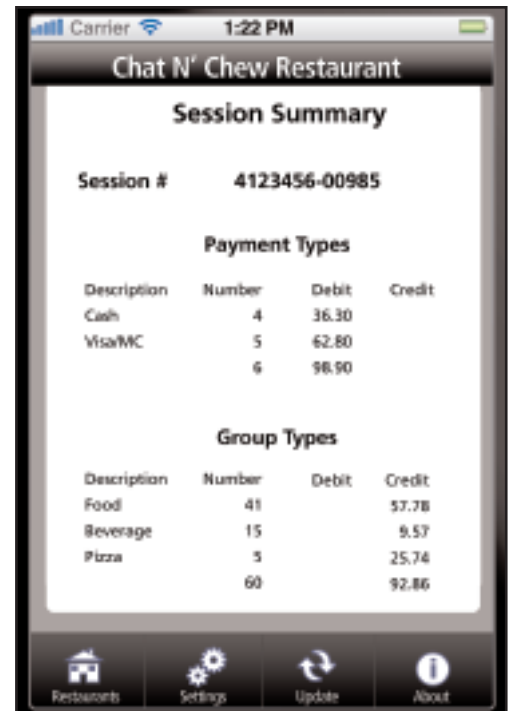 Carrier 1:22 PM
Chat N' Chew Restaurant
Session Summary
Session # 4123456-00985
Payment Types
Description Number Debit Credit
Cash 4 36.30
Visa/MC 5 62.80
6 98.90
Group Types
Description Number Debit Credit
Food 41 57.78
Beverage 15 9.57
Pizza 5 25.74
60 92.86
Restaurants Settings Update About